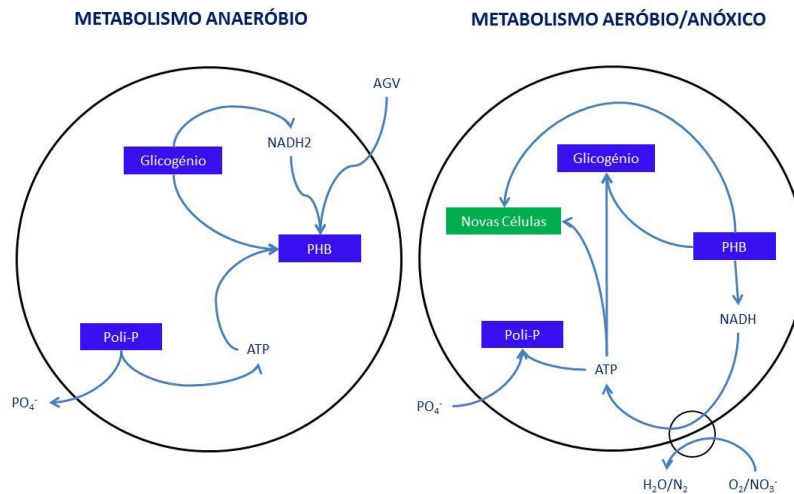 METABOLISMO ANAERÓBIO
AGV
NADH2
Glicogénio
PHB
Poli-P
ATP
PO₄⁻
METABOLISMO AERÓBIO/ANÓXICO
Glicogénio
Novas Células
PHB
NADH
Poli-P
ATP
PO₄⁻
H₂O/N₂
O₂/NO₃⁻